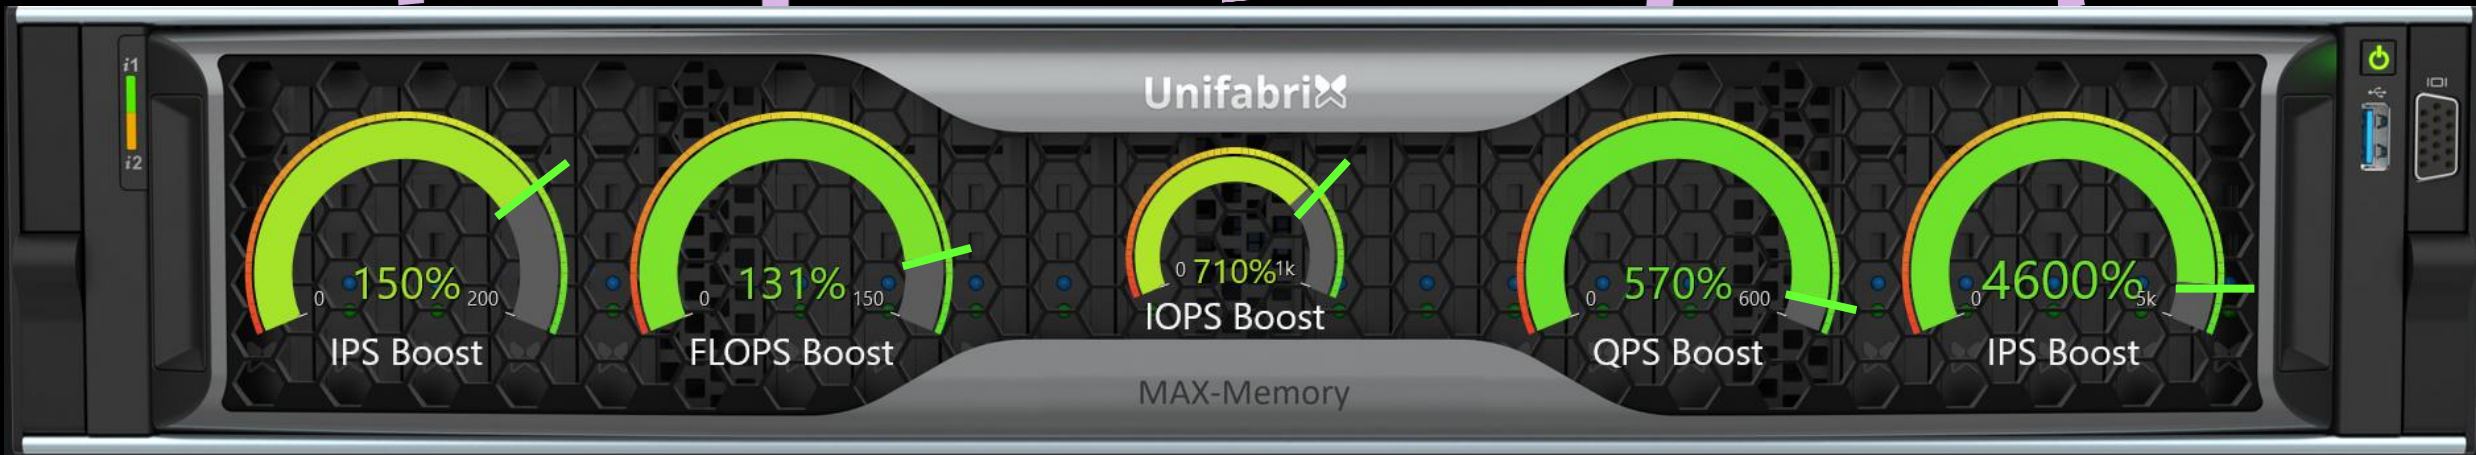 i1
i2
UnifabriX
150%
0
200
IPS Boost
131%
0
150
FLOPS Boost
0
710%
1k
IOPS Boost
570%
0
600
QPS Boost
4600%
0
5k
IPS Boost
MAX-Memory